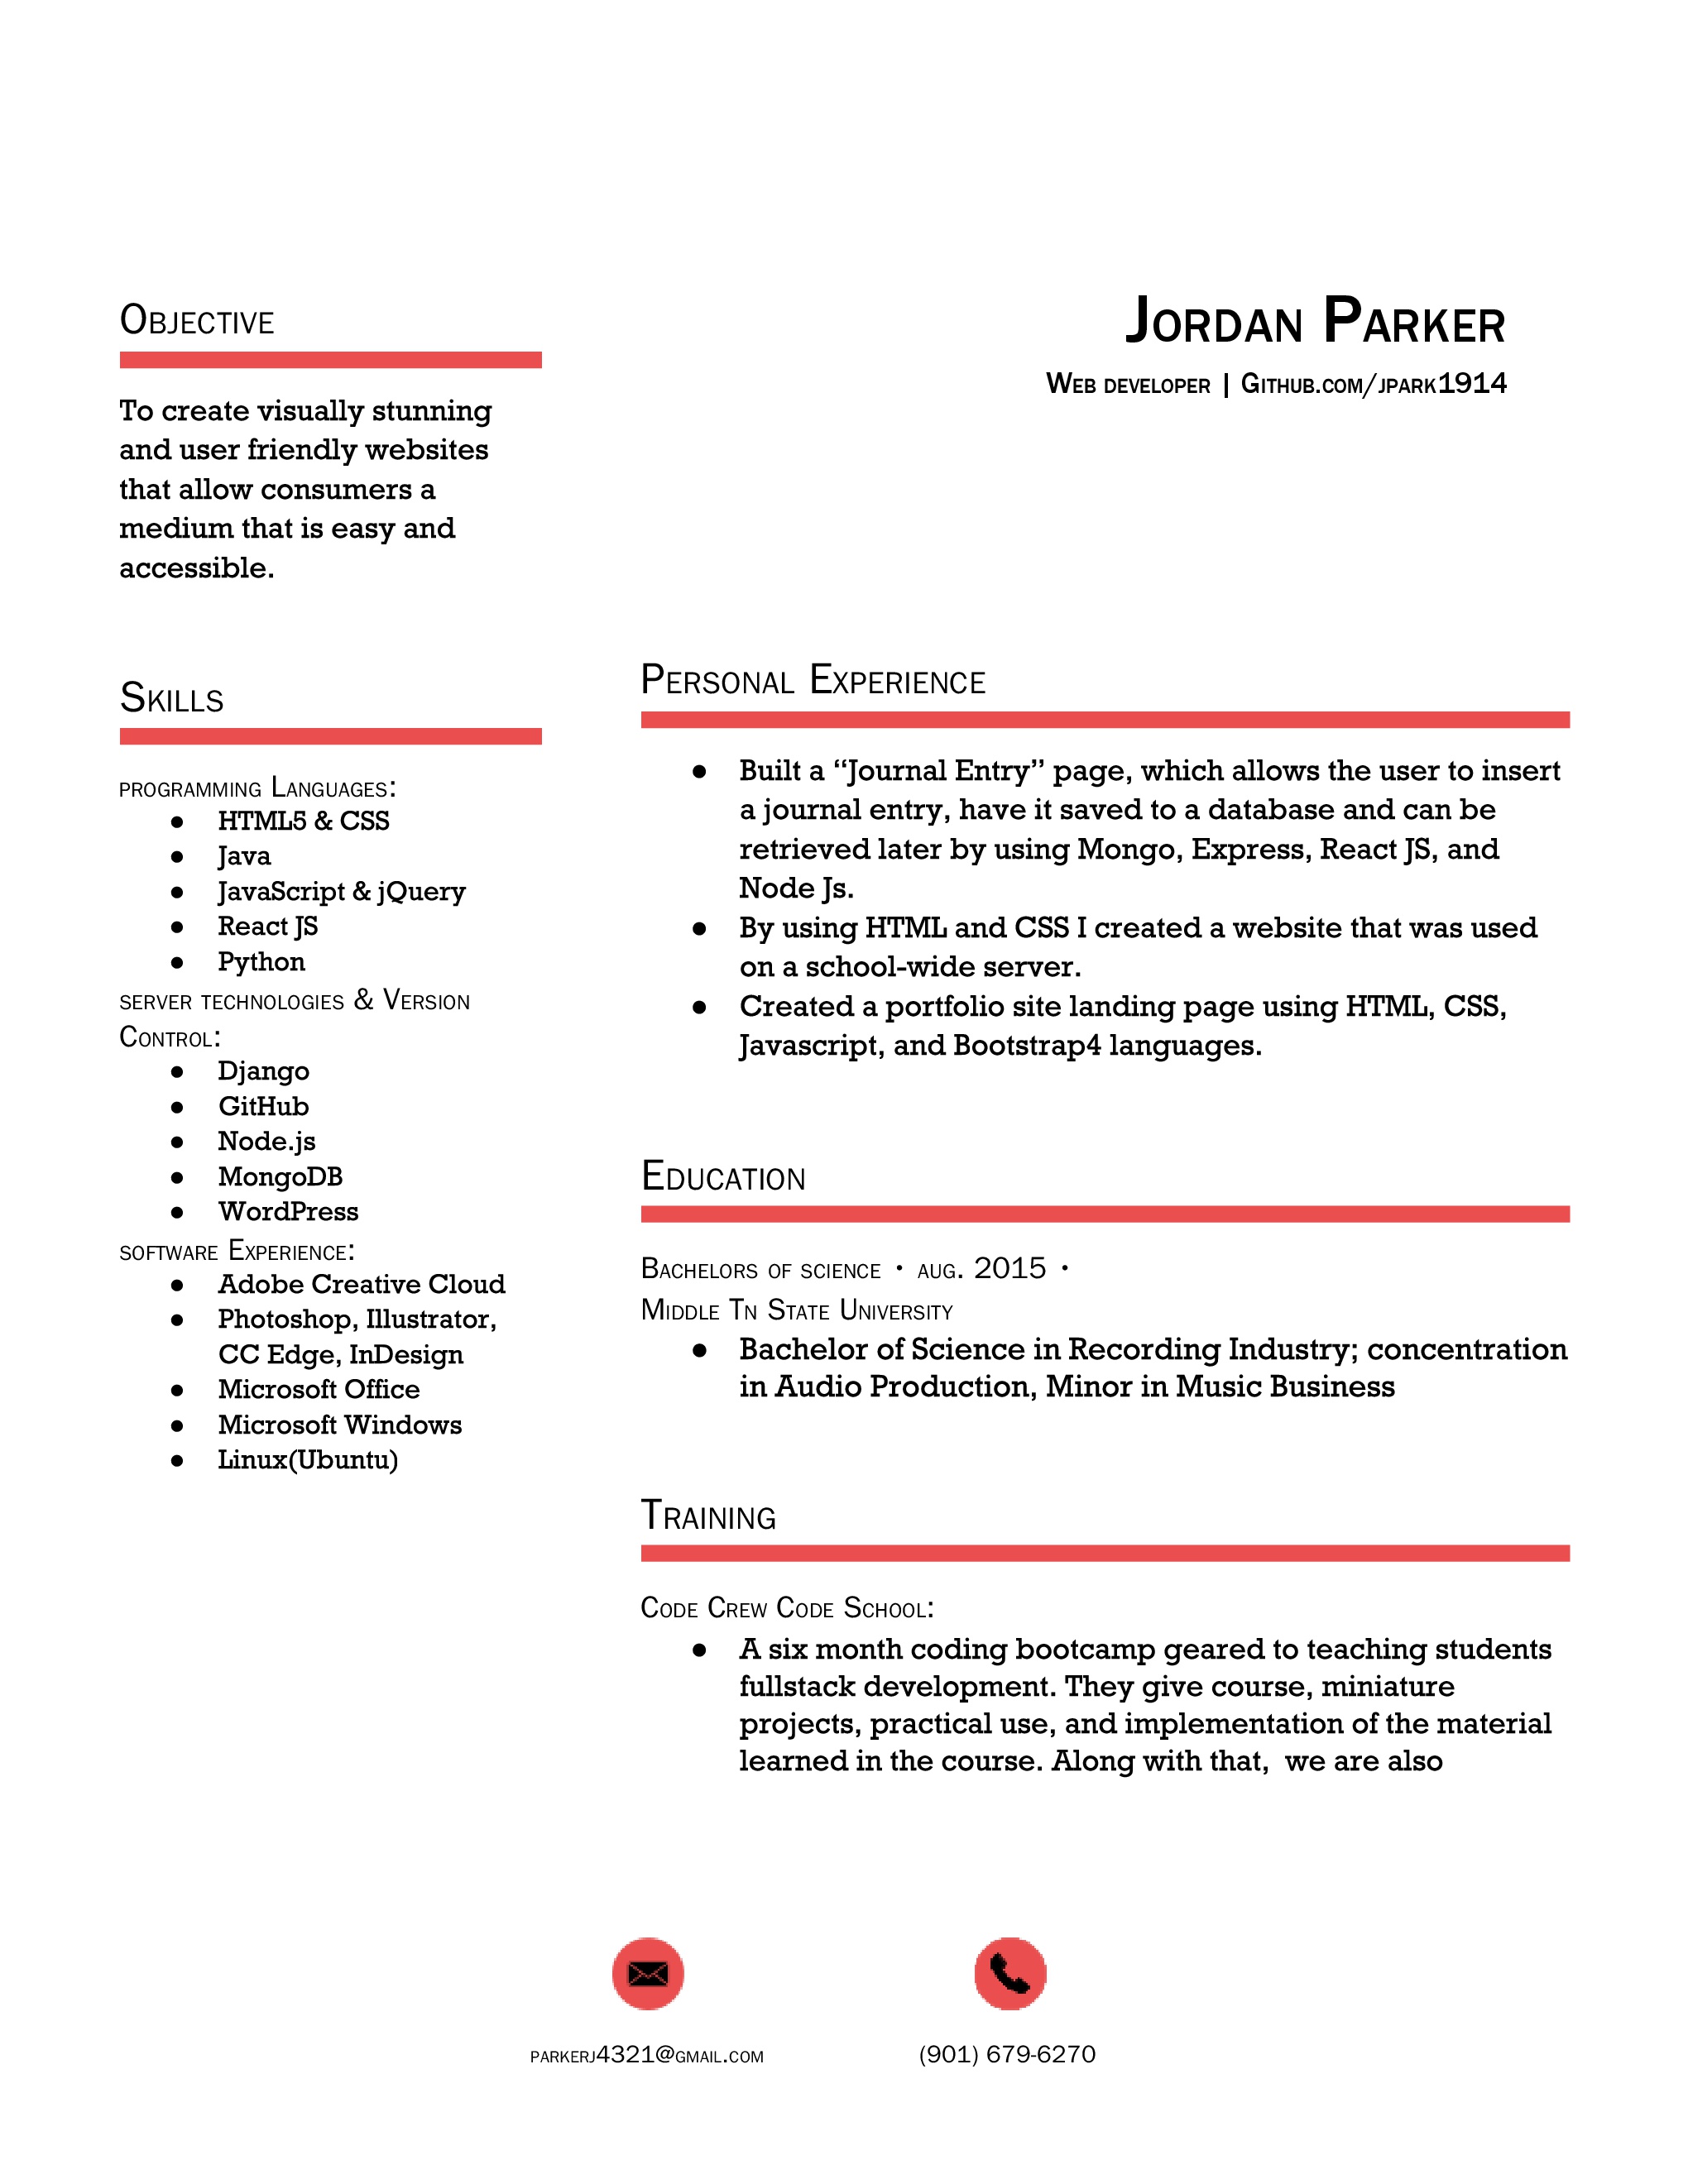 Objective
To create visually stunning
and user friendly websites
that allow consumers a
medium that is easy and
accessible.
Skills
programming Languages:
● HTML5 & CSS
● Java
● JavaScript & jQuery
● React JS
● Python
server technologies & Version
Control:
● Django
● GitHub
● Node.js
● MongoDB
● WordPress
software Experience:
● Adobe Creative Cloud
● Photoshop, Illustrator,
CC Edge, InDesign
● Microsoft Office
● Microsoft Windows
● Linux(Ubuntu)
Jordan Parker
Web developer | Github.com/jpark1914
Personal Experience
● Built a “Journal Entry” page, which allows the user to insert
a journal entry, have it saved to a database and can be
retrieved later by using Mongo, Express, React JS, and
Node Js.
● By using HTML and CSS I created a website that was used
on a school-wide server.
● Created a portfolio site landing page using HTML, CSS,
Javascript, and Bootstrap4 languages.
Education
Bachelors of science • aug. 2015 •
Middle Tn State University
● Bachelor of Science in Recording Industry; concentration
in Audio Production, Minor in Music Business
Training
Code Crew Code School:
● A six month coding bootcamp geared to teaching students
fullstack development. They give course, miniature
projects, practical use, and implementation of the material
learned in the course. Along with that,  we are also
parkerj4321@gmail.com
(901) 679-6270